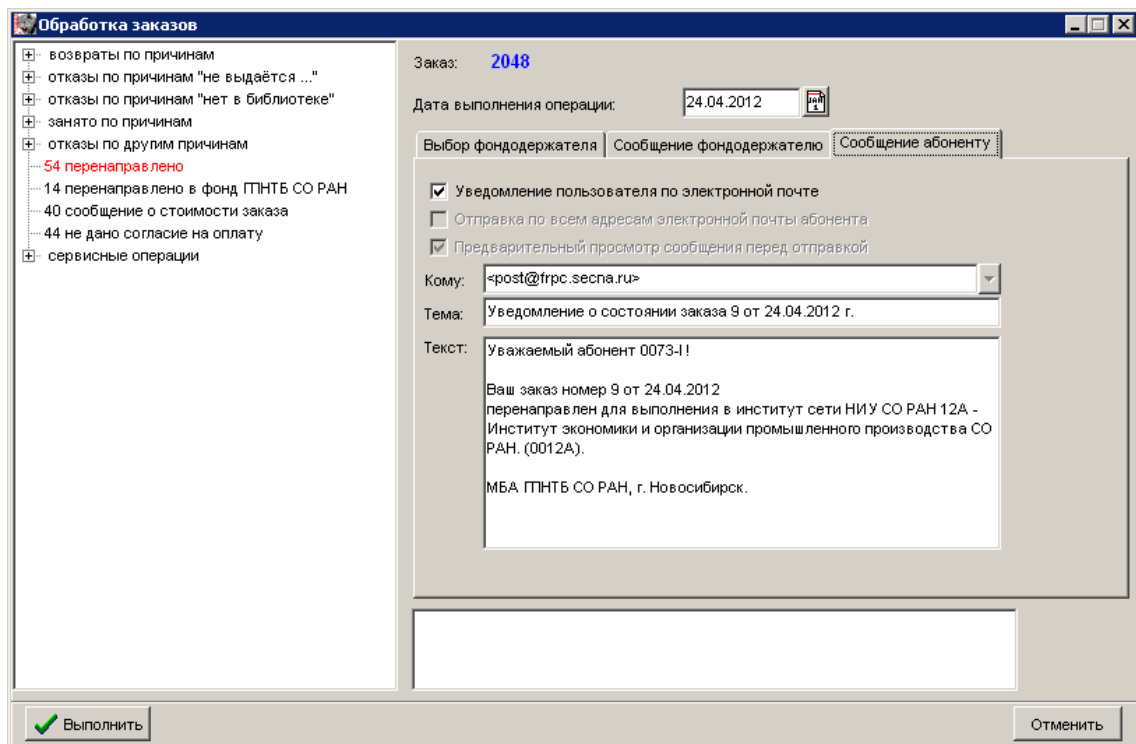 Обработка заказов
возвраты по причинам
отказы по причинам "не выдаётся ..."
отказы по причинам "нет в библиотеке"
занято по причинам
отказы по другим причинам
54 перенаправлено
14 перенаправлено в фонд ГПНТБ СО РАН
40 сообщение о стоимости заказа
44 не дано согласие на оплату
сервисные операции
Заказ: 2048
Дата выполнения операции: 24.04.2012
Выбор фондодержателя Сообщение фондодержателю Сообщение абоненту
Уведомление пользователя по электронной почте
Отправка по всем адресам электронной почты абонента
Предварительный просмотр сообщения перед отправкой
Кому: <post@frpc.secna.ru>
Тема: Уведомление о состоянии заказа 9 от 24.04.2012 г.
Текст: Уважаемый абонент 0073-I !
Ваш заказ номер 9 от 24.04.2012
перенаправлен для выполнения в институт сети НИУ СО РАН 12А -
Институт экономики и организации промышленного производства СО
РАН. (0012А).
МБА ГПНТБ СО РАН, г. Новосибирск.
Выполнить
Отменить